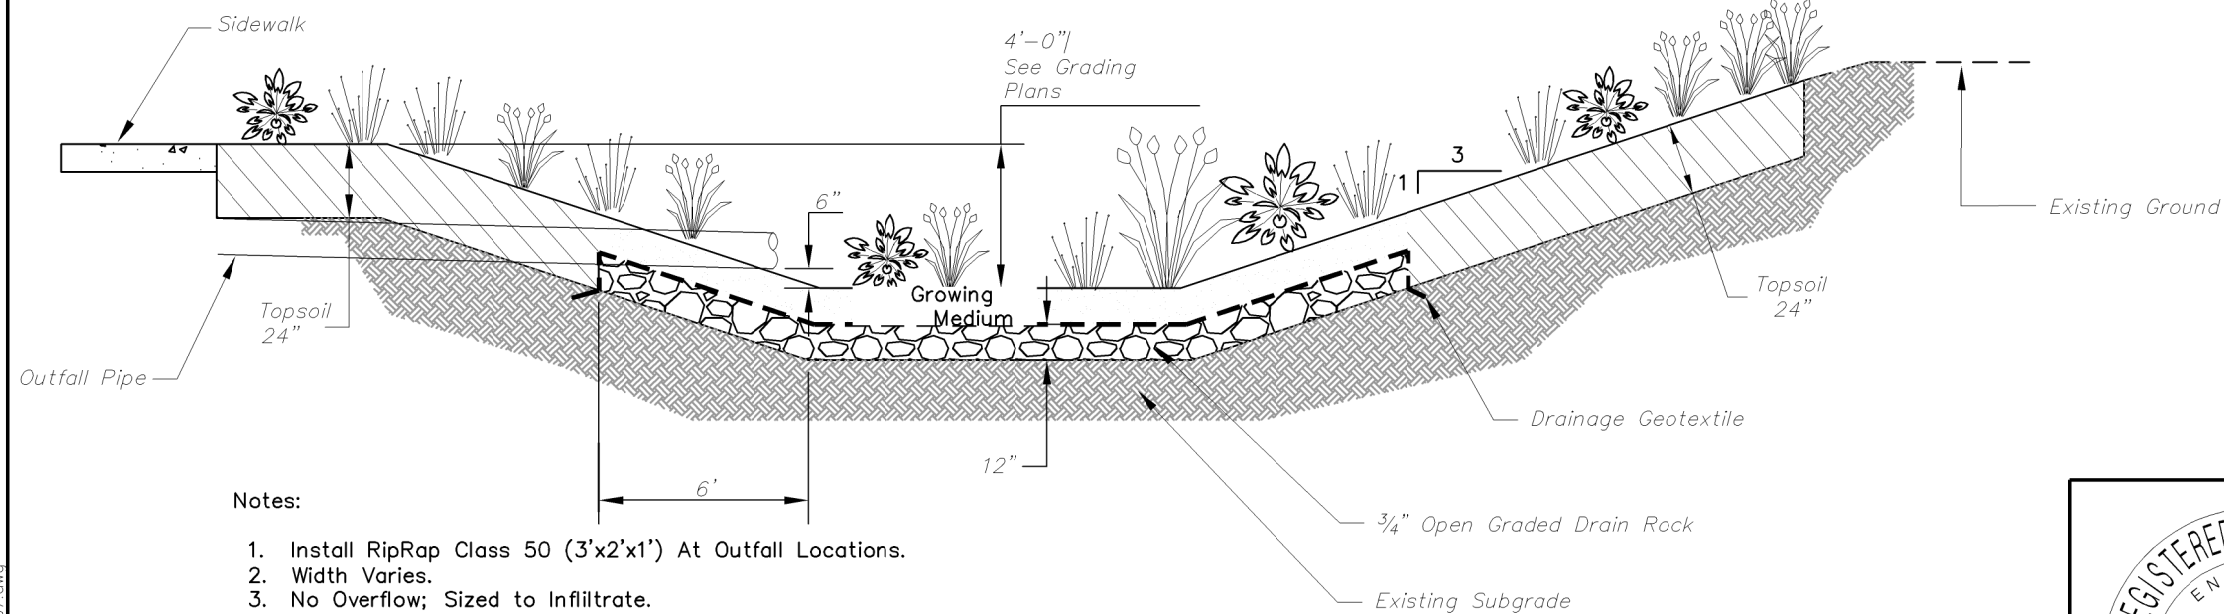 Sidewalk
4'-0"|
See Grading
Plans
3
1
6"
Existing Ground
Growing
Medium
Topsoil
24"
Topsoil
24"
Outfall Pipe
Drainage Geotextile
12"
6'
Notes:
3/4" Open Graded Drain Rock
1. Install RipRap Class 50 (3'x2'x1') At Outfall Locations.
2. Width Varies.
3. No Overflow; Sized to Infliltrate.
Existing Subgrade
EN